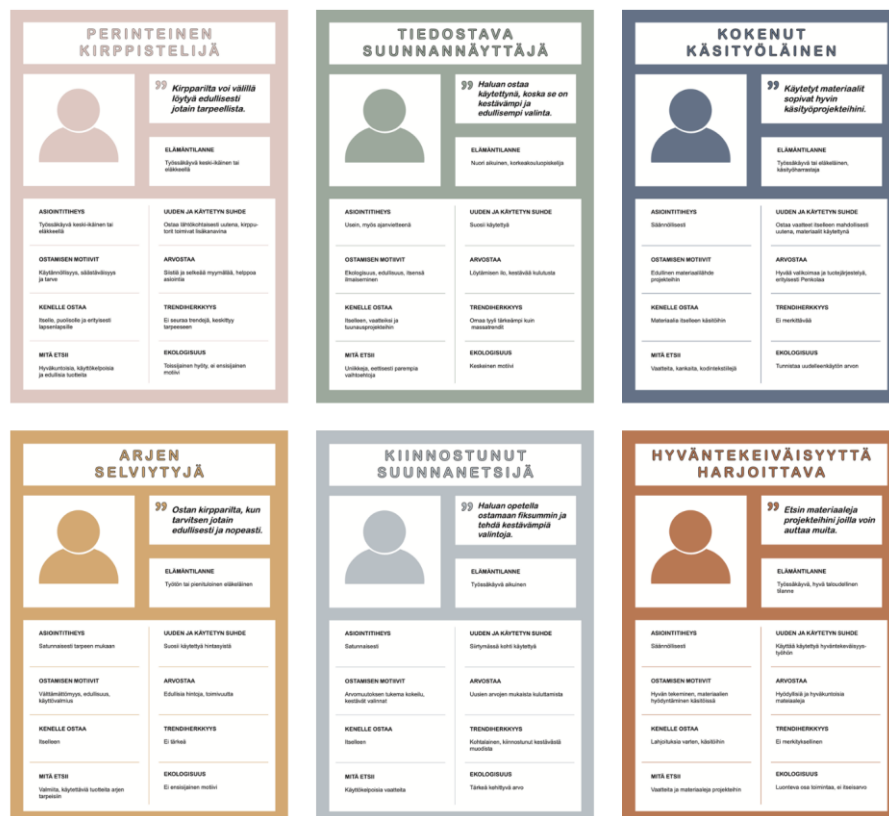 PERINTEINEN
KIRPPISTELIJÄ
Kirpparilta voi välillä
löytyä edullisesti
jotain tarpeellista.
ELÄMÄNTILANNE
Työssäkäyvä keski-ikäinen tai
eläkkeellä
ASIOINTITIHEYS
Työssäkäyvä keski-ikäinen tai
eläkkeellä
UUDEN JA KÄYTETYN SUHDE
Ostaa lähtökohtaisesti uutena, kirppu-
torit toimivat lisäkanavina
OSTAMISEN MOTIIVIT
Käytännöllisyys, säästäväisyys
ja tarve
ARVOSTAA
Siistiä ja selkeää myymälää, helppoa
asiointia
KENELLE OSTAA
Itselle, puolisolle ja erityisesti
lapsenlapsille
TRENDIHERKKYYS
Ei seuraa trendejä, keskittyy
tarpeeseen
MITÄ ETSII
Hyväkuntoisia, käyttökelpoisia
ja edullisia tuotteita
EKOLOGISUUS
Toissijainen hyöty, ei ensisijainen
motiivi
TIEDOSTAVA
SUUNNANNÄYTTÄJÄ
Haluan ostaa
käytettynä, koska se on
kestävämpi ja
edullisempi valinta.
ELÄMÄNTILANNE
Nuori aikuinen, korkeakouluopiskelija
ASIOINTITIHEYS
Usein, myös ajanvietteenä
UUDEN JA KÄYTETYN SUHDE
Suosii käytettyä
OSTAMISEN MOTIIVIT
Ekologisuus, edullisuus, itsensä
ilmaiseminen
ARVOSTAA
Löytämisen ilo, kestävää kulutusta
KENELLE OSTAA
Itselleen, vaatteiksi ja
tuunausprojekteihin
TRENDIHERKKYYS
Omaa tyyli tärkeämpi kuin
massatrendit
MITÄ ETSII
Uniikkeja, eettisesti parempia
vaihtoehtoja
EKOLOGISUUS
Keskeinen motiivi
KOKENUT
KÄSITYÖLÄINEN
Käytetyt materiaalit
sopivat hyvin
käsityöprojekteihini.
ELÄMÄNTILANNE
Työssäkäyvä tai eläkeläinen,
käsityöharrastaja
ASIOINTITIHEYS
Säännöllisesti
UUDEN JA KÄYTETYN SUHDE
Ostaa vaatteet itselleen mahdollisesti
uutena, materiaalit käytettynä
OSTAMISEN MOTIIVIT
Edullinen materiaalilähde
projekteihin
ARVOSTAA
Hyvää valikoimaa ja tuotejärjestelyä,
erityisesti Penkolaa
KENELLE OSTAA
Materiaalia itselleen käsitöihin
TRENDIHERKKYYS
Ei merkittävää
MITÄ ETSII
Vaatteita, kankaita, kodintekstiilejä
EKOLOGISUUS
Tunnistaa uudelleenkäytön arvon
ARJEN
SELVIYTYJÄ
Ostan kirpparilta, kun
tarvitsen jotain
edullisesti ja nopeasti.
ELÄMÄNTILANNE
Työtön tai pienituloinen eläkeläinen
ASIOINTITIHEYS
Satunnaisesti tarpeen mukaan
UUDEN JA KÄYTETYN SUHDE
Suosii käytettyä hintasyistä
OSTAMISEN MOTIIVIT
Välttämättömyys, edullisuus,
käyttövalmius
ARVOSTAA
Edullisia hintoja, toimivuutta
KENELLE OSTAA
Itselleen
TRENDIHERKKYYS
Ei tärkeä
MITÄ ETSII
Valmiita, käytettäviä tuotteita arjen
tarpeisiin
EKOLOGISUUS
Ei ensisijainen motiivi
KIINNOSTUNUT
SUUNNANETSIJÄ
Haluan opetella
ostamaan fiksummin ja
tehdä kestävämpiä
valintoja.
ELÄMÄNTILANNE
Työssäkäyvä aikuinen
ASIOINTITIHEYS
Satunnaisesti
UUDEN JA KÄYTETYN SUHDE
Siirtymässä kohti käytettyä
OSTAMISEN MOTIIVIT
Arvomuutoksen tukema kokeilu,
kestävät valinnat
ARVOSTAA
Uusien arvojen mukaista kuluttamista
KENELLE OSTAA
Itselleen
TRENDIHERKKYYS
Kohtalainen, kiinnostunut kestävästä
muodista
MITÄ ETSII
Käyttökelpoisia vaatteita
EKOLOGISUUS
Tärkeä kehittyvä arvo
HYVÄNTEKEIVÄISYYTTÄ
HARJOITTAVA
Etsin materiaaleja
projekteihini joilla voin
auttaa muita.
ELÄMÄNTILANNE
Työssäkäyvä, hyvä taloudellinen
tilanne
ASIOINTITIHEYS
Säännöllisesti
UUDEN JA KÄYTETYN SUHDE
Käyttää käytettyä hyväntekeväisyys-
työhön
OSTAMISEN MOTIIVIT
Hyvän tekeminen, materiaalien
hyödyntäminen käsitöissä
ARVOSTAA
Hyödyllisiä ja hyväkuntoisia
materiaaleja
KENELLE OSTAA
Lahjoituksia varten, käsitöihin
TRENDIHERKKYYS
Ei merkityksellinen
MITÄ ETSII
Vaatteita ja materiaaleja projekteihin
EKOLOGISUUS
Luonteva osa toimintaa, ei itseisarvo